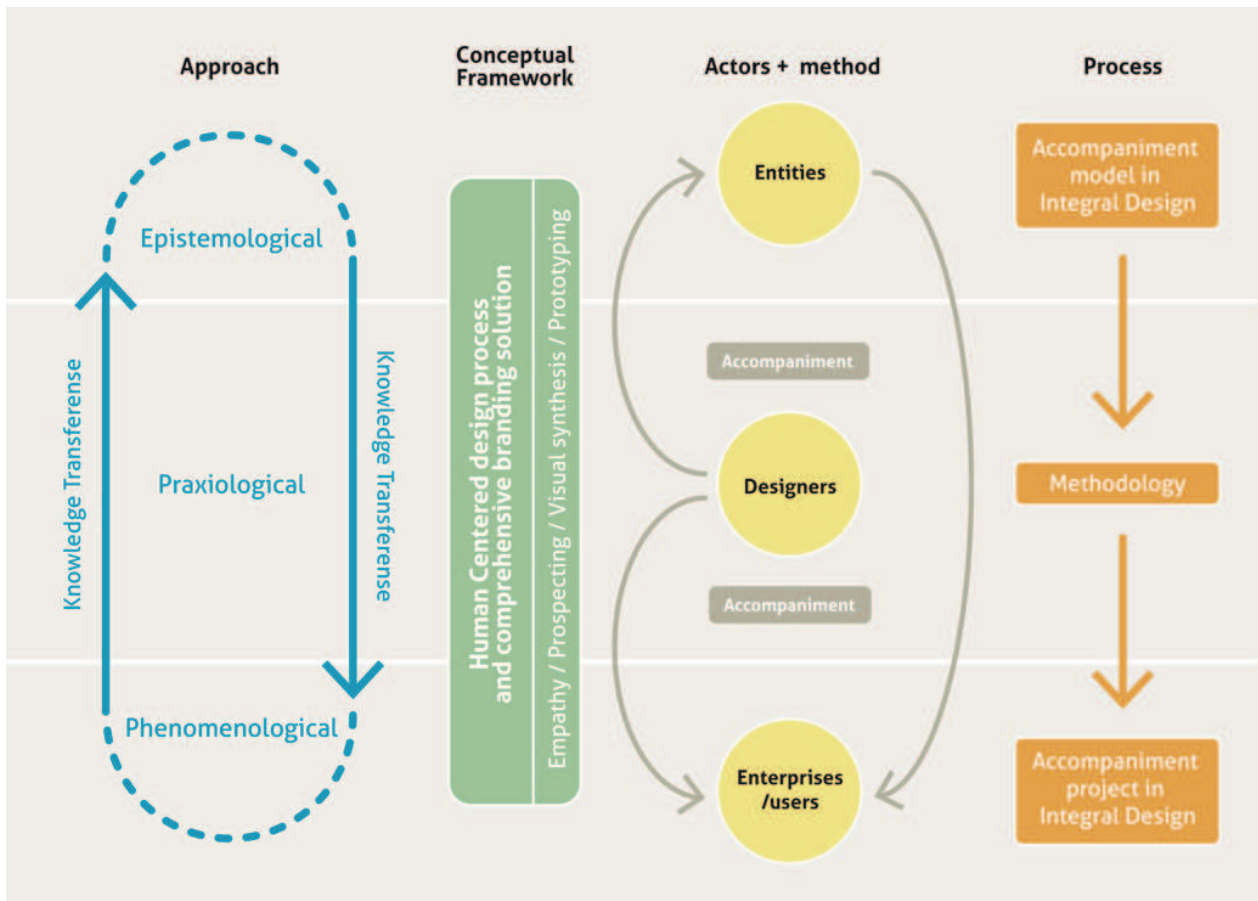 Approach
Conceptual
Framework
Actors + method
Process
Epistemological
Praxiological
Phenomenological
Knowledge Transferense
Knowledge Transferense
Human Centered design process
and comprehensive branding solution
Empathy / Prospecting / Visual synthesis / Prototyping
Entities
Accompaniment
Designers
Accompaniment
Enterprises
/users
Accompaniment
model in
Integral Design
Methodology
Accompaniment
project in
Integral Design